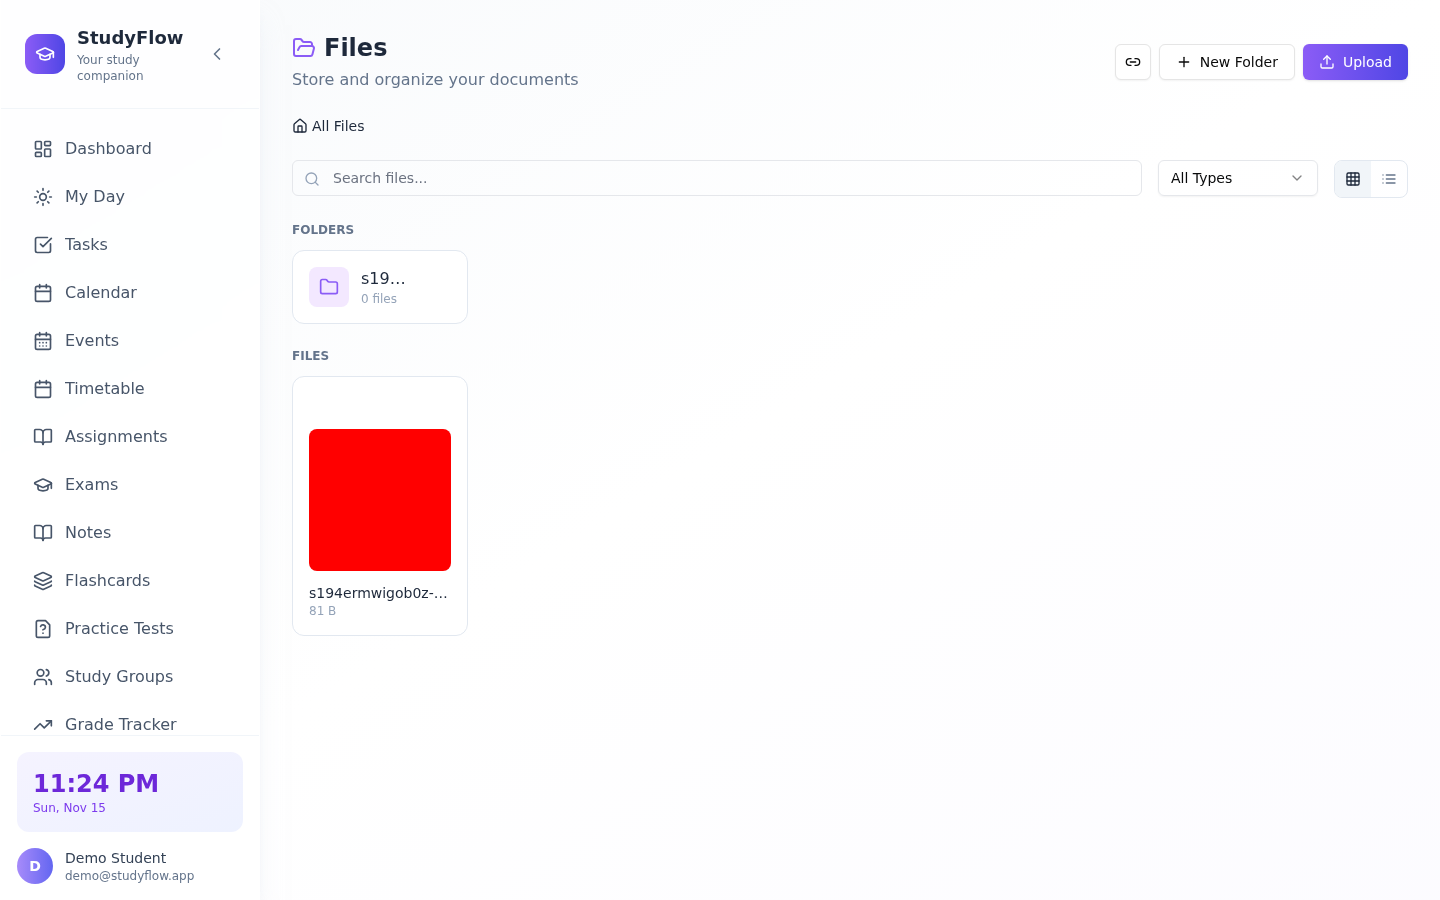 StudyFlow
Your study
companion
Dashboard
My Day
Tasks
Calendar
Events
Timetable
Assignments
Exams
Notes
Flashcards
Practice Tests
Study Groups
Grade Tracker
11:24 PM
Sun, Nov 15
D
Demo Student
demo@studyflow.app
Files
Store and organize your documents
New Folder
Upload
All Files
Search files...
All Types
FOLDERS
s19...
0 files
FILES
s194ermwigob0z-...
81 B